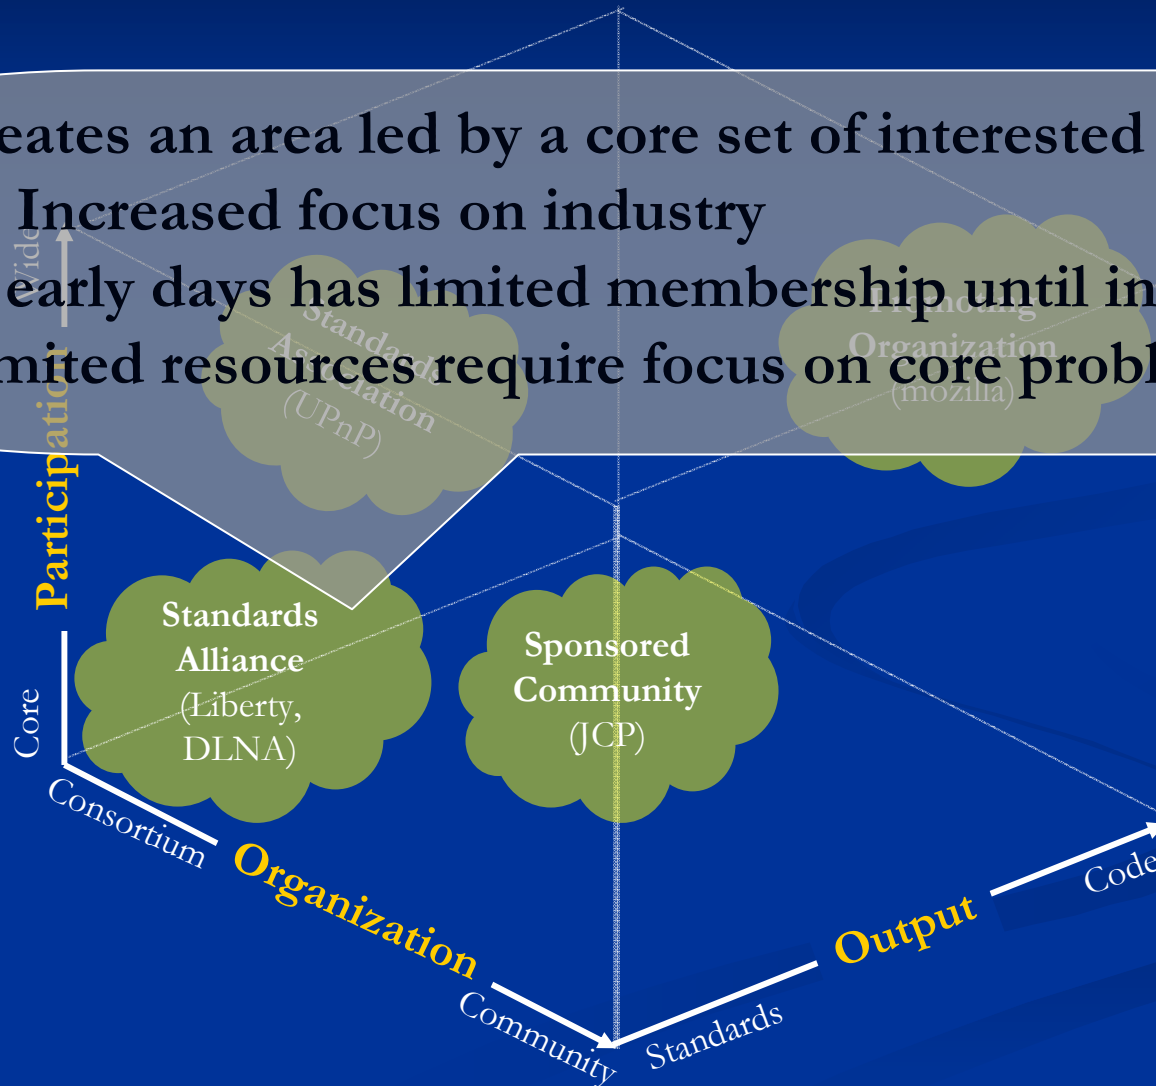 eates an area led by a core set of interested
Increased focus on industry
early days has limited membership until in
mited resources require focus on core probl
Wide
Participation
Core
Standards
Association
(UPnP)
Promoting
Organization
(mozilla)
Standards
Alliance
(Liberty,
DLNA)
Sponsored
Community
(JCP)
Consortium
Organization
Community
Standards
Output
Code